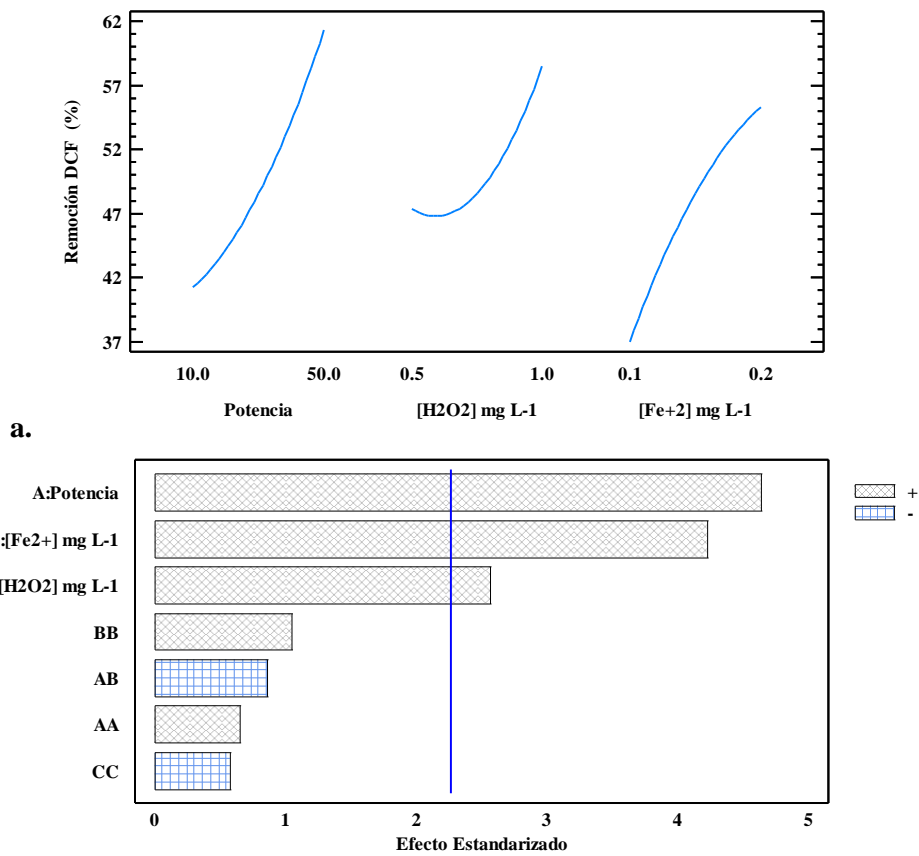 62
57
52
47
42
37
Remoción DCF (%)
10.0 50.0 0.5 1.0 0.1 0.2
Potencia [H2O2] mg L-1 [Fe+2] mg L-1
a.
A:Potencia
:[Fe2+] mg L-1
[H2O2] mg L-1
BB
AB
AA
CC
+
-
0 1 2 3 4 5
Efecto Estandarizado